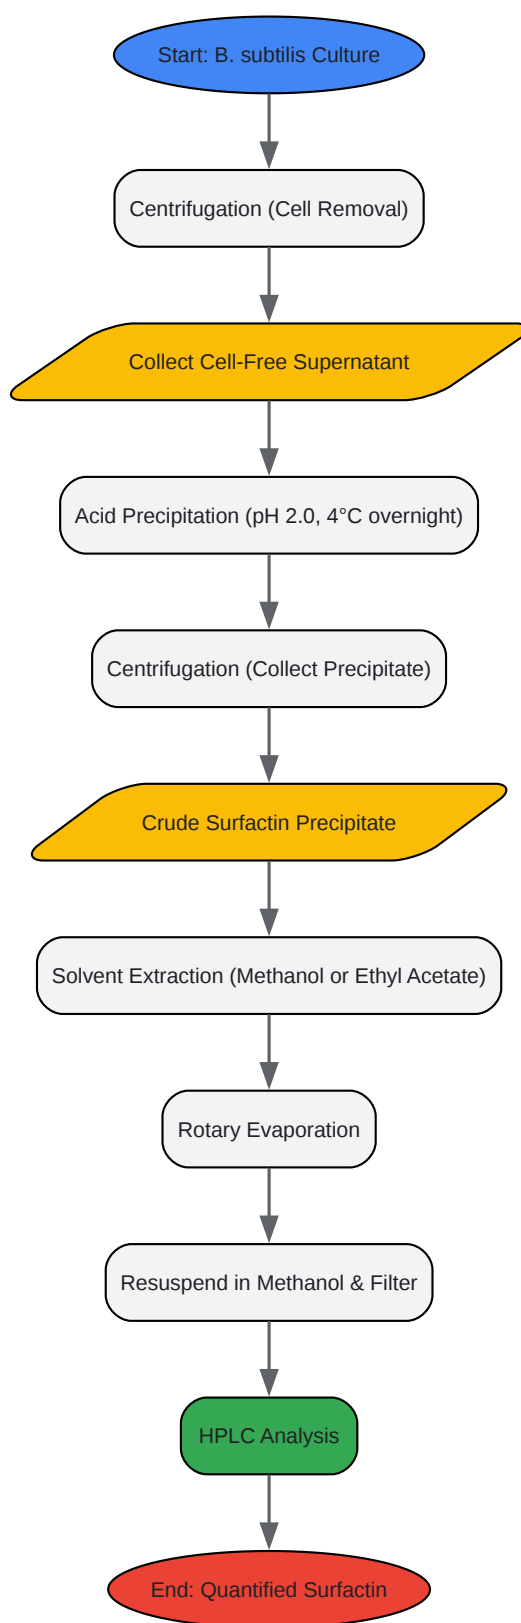 Start: B. subtilis Culture
Centrifugation (Cell Removal)
Collect Cell-Free Supernatant
Acid Precipitation (pH 2.0, 4°C overnight)
Centrifugation (Collect Precipitate)
Crude Surfactin Precipitate
Solvent Extraction (Methanol or Ethyl Acetate)
Rotary Evaporation
Resuspend in Methanol & Filter
HPLC Analysis
End: Quantified Surfactin